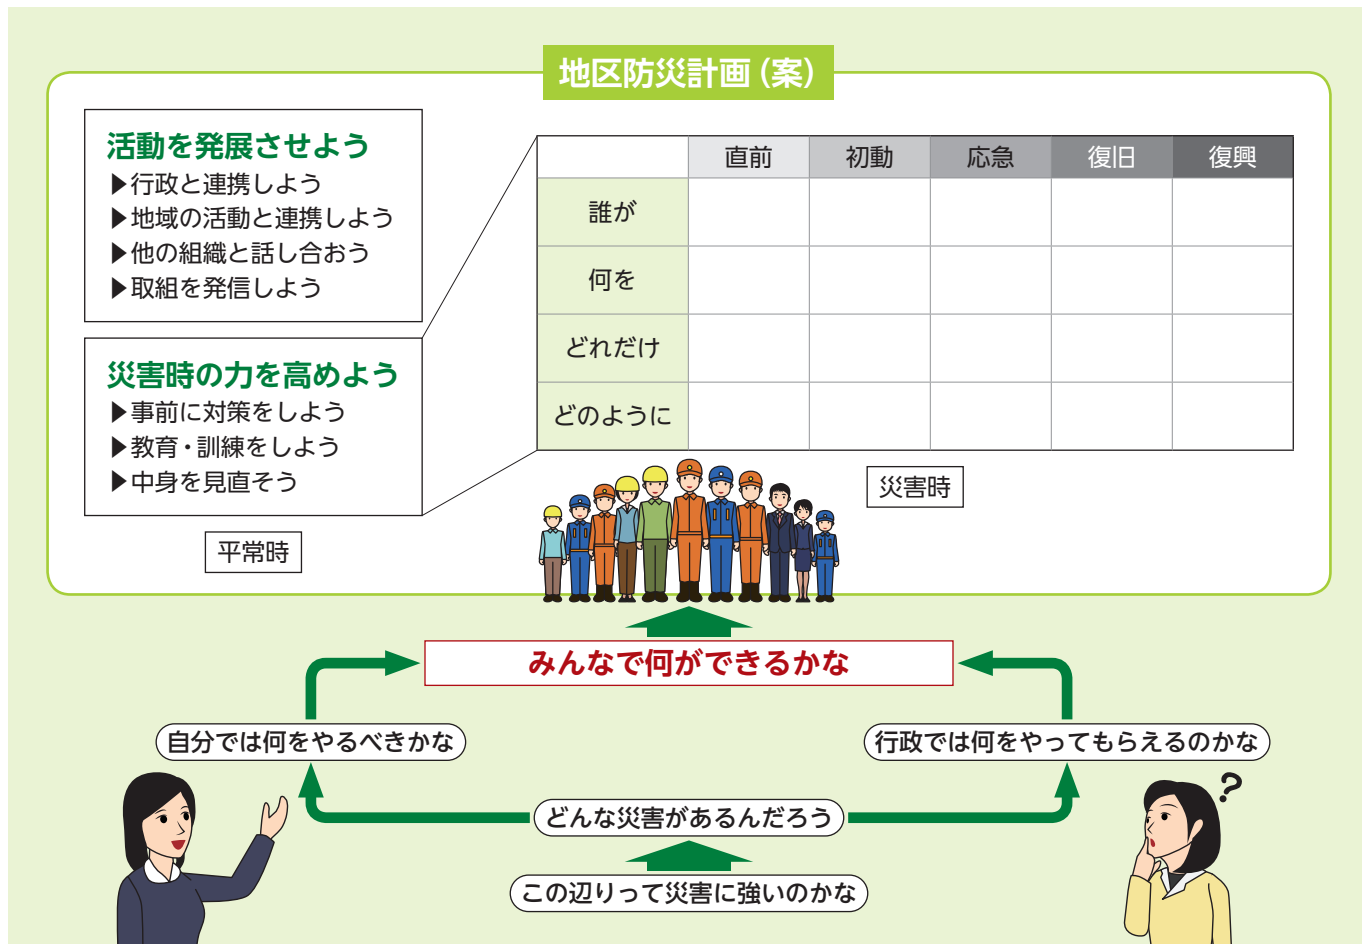 地区防災計画（案）
活動を発展させよう
▶行政と連携しよう
▶地域の活動と連携しよう
▶他の組織と話し合おう
▶取組を発信しよう
災害時の力を高めよう
▶事前に対策をしよう
▶教育・訓練をしよう
▶中身を見直そう
平常時
直前 初動 応急 復旧 復興
誰が
何を
どれだけ
どのように
災害時
みんなで何ができるかな
自分では何をやるべきかな
行政では何をやってもらえるのかな
?
どんな災害があるんだろう
この辺りって災害に強いのかな